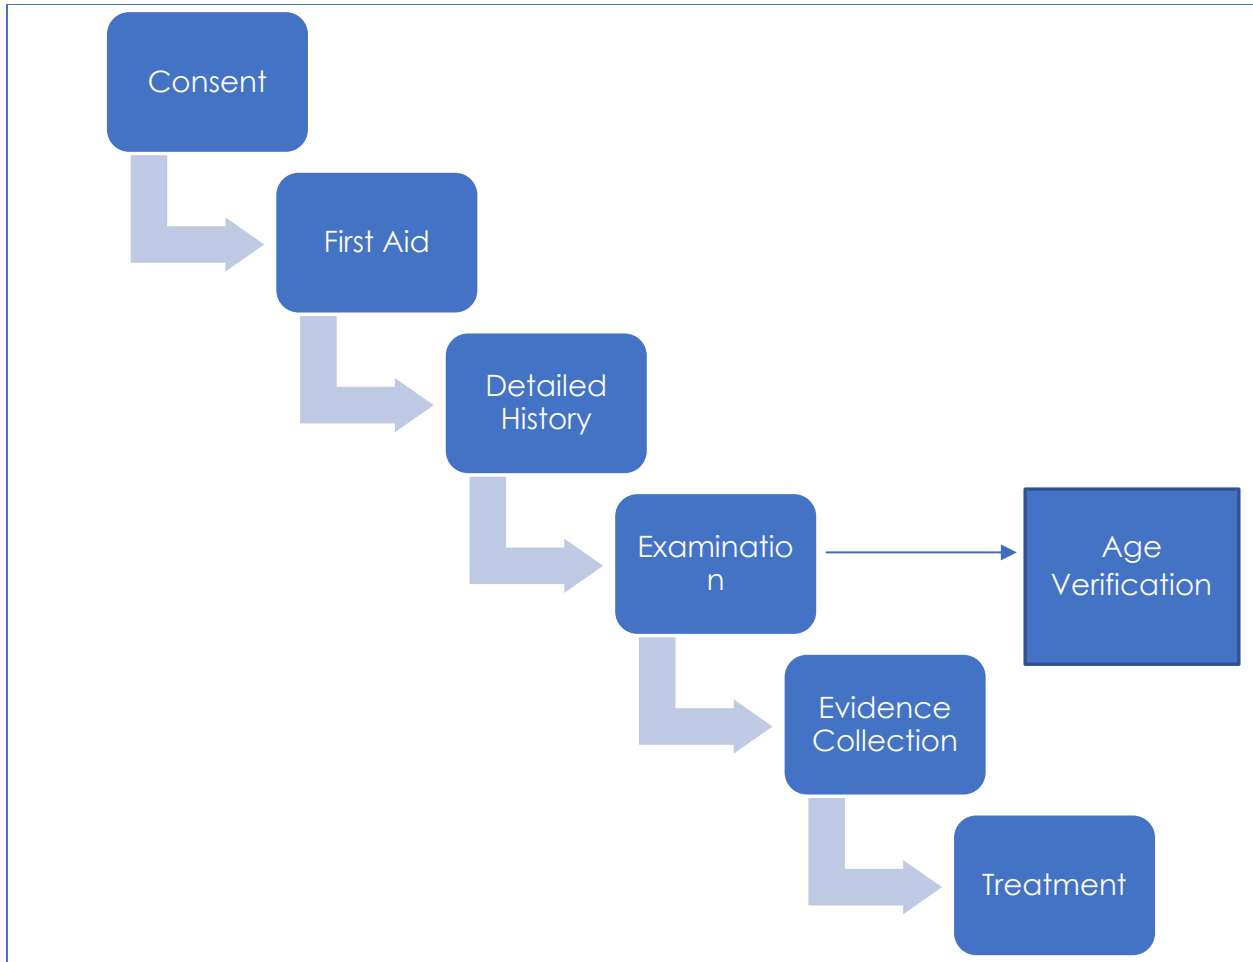 Consent
First Aid
Detailed
History
Examinatio
n
Age
Verification
Evidence
Collection
Treatment